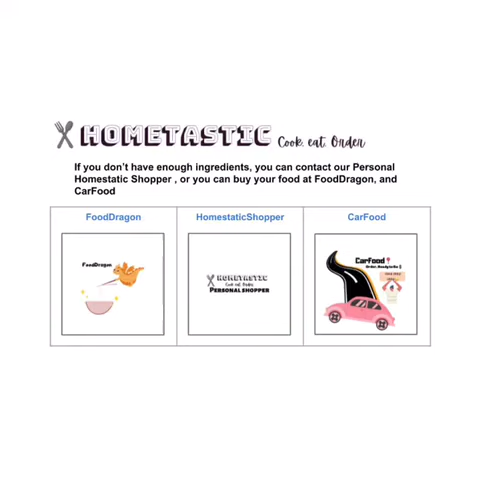 HOMETASTIC Cook. eat. Order
If you don't have enough ingredients, you can contact our Personal
Homestatic Shopper , or you can buy your food at FoodDragon, and
CarFood
FoodDragon HomestaticShopper CarFood
FoodDragon
HOMETASTIC
Cook. eat. Order
PERSONAL SHOPPER
CarFood